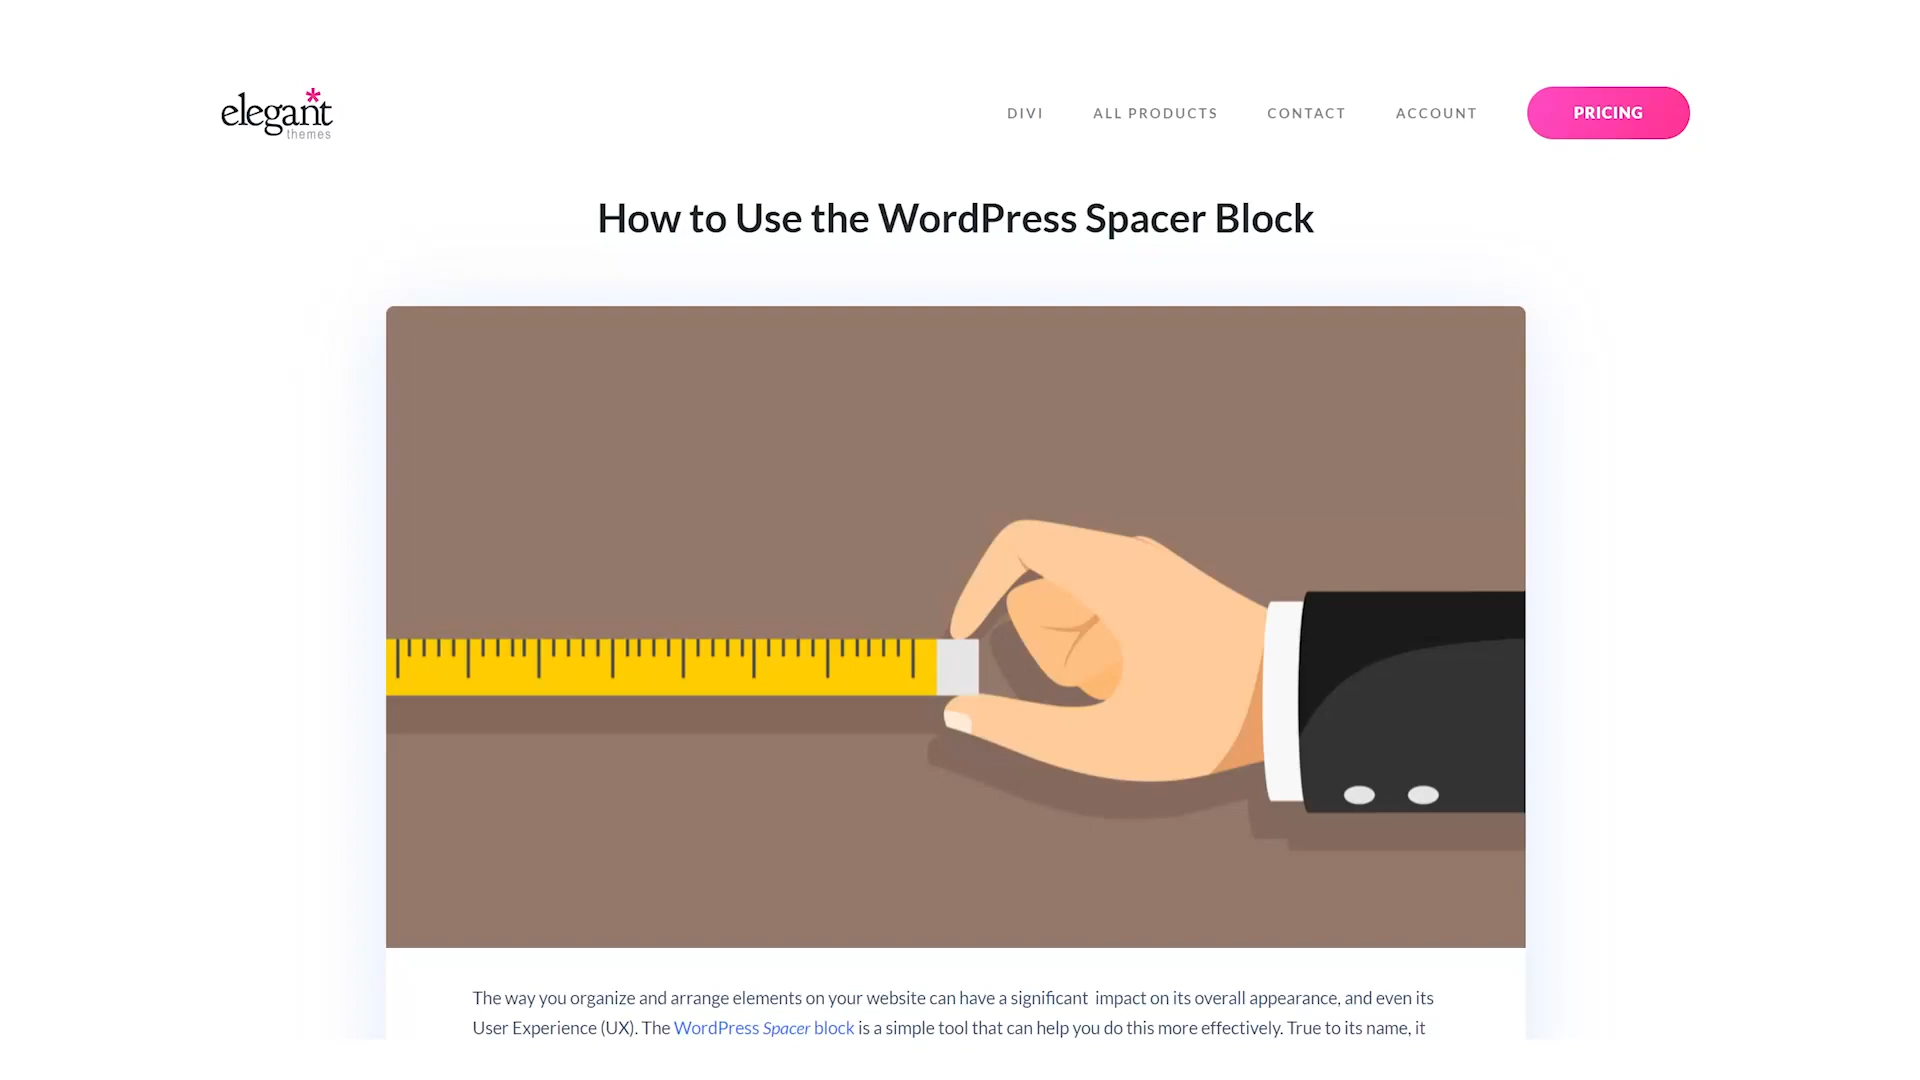 elegant
themes
DIVI
ALL PRODUCTS
CONTACT
ACCOUNT
PRICING
How to Use the WordPress Spacer Block
The way you organize and arrange elements on your website can have a significant impact on its overall appearance, and even its
User Experience (UX). The WordPress Spacer block is a simple tool that can help you do this more effectively. True to its name, it